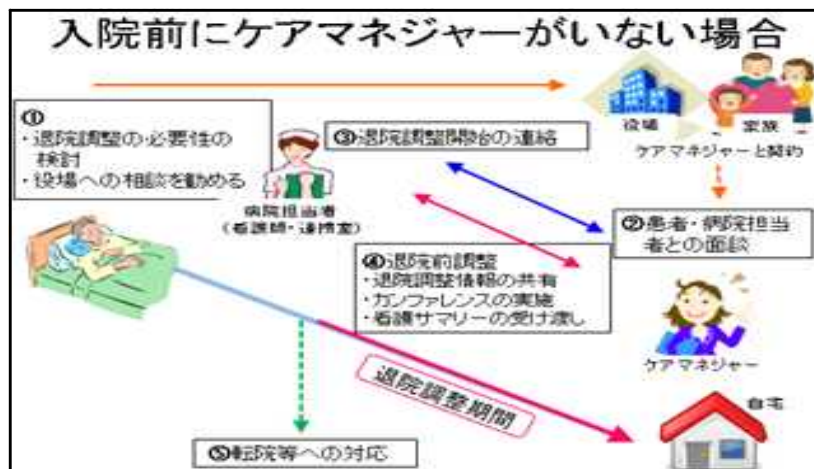 入院前にケアマネジャーがいない場合
①
・退院調整の必要性の
検討
・役場への相談を勧める
③退院調整開始の連絡
役場
家族
ケアマネジャーと契約
病院担当者
(看護師・連携室)
②患者・病院担当
者との面談
④退院前調整
・退院調整情報の共有
・カンファレンスの実施
・看護サマリーの受け渡し
ケアマネジャー
退院調整期間
自宅
⑤転院等への対応